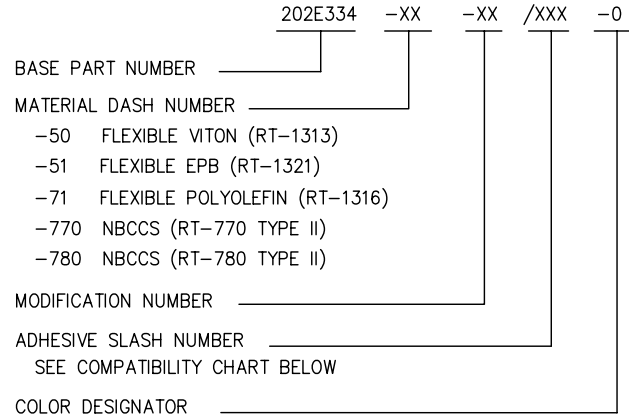 202E334 -XX -XX /XXX -0
BASE PART NUMBER
MATERIAL DASH NUMBER
-50 FLEXIBLE VITON (RT-1313)
-51 FLEXIBLE EPB (RT-1321)
-71 FLEXIBLE POLYOLEFIN (RT-1316)
-770 NBCCS (RT-770 TYPE II)
-780 NBCCS (RT-780 TYPE II)
MODIFICATION NUMBER
ADHESIVE SLASH NUMBER
SEE COMPATIBILITY CHART BELOW
COLOR DESIGNATOR